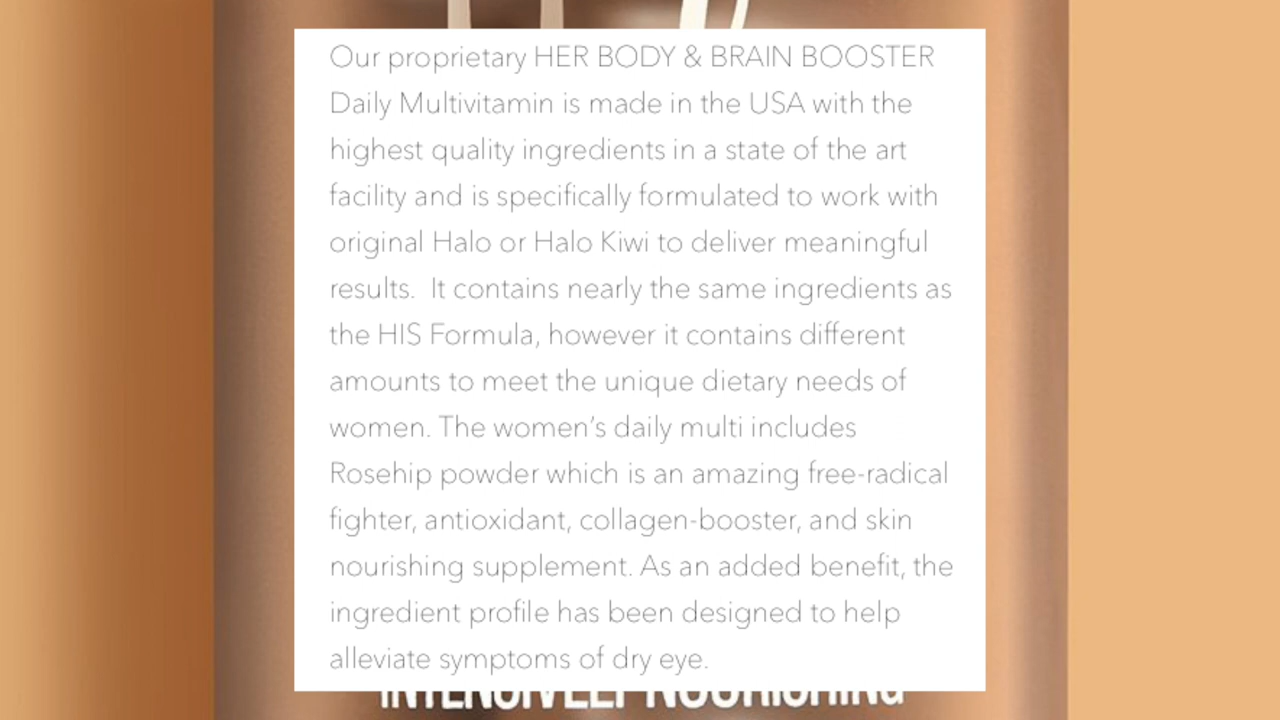 Our proprietary HER BODY & BRAIN BOOSTER
Daily Multivitamin is made in the USA with the
highest quality ingredients in a state of the art
facility and is specifically formulated to work with
original Halo or Halo Kiwi to deliver meaningful
results.  It contains nearly the same ingredients as
the HIS Formula, however it contains different
amounts to meet the unique dietary needs of
women. The women’s daily multi includes
Rosehip powder which is an amazing free-radical
fighter, antioxidant, collagen-booster, and skin
nourishing supplement. As an added benefit, the
ingredient profile has been designed to help
alleviate symptoms of dry eye.
INTENSIVELY NOURISHING